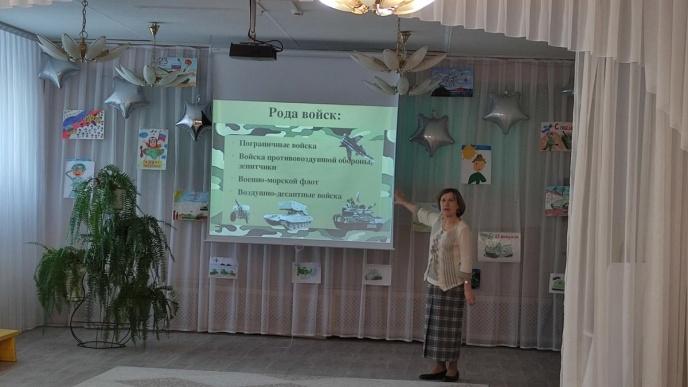 Рода войск:
Пограничные войска
Войска противовоздушной обороны,
зенитчики
Военно-морской флот
Воздушно-десантные войска